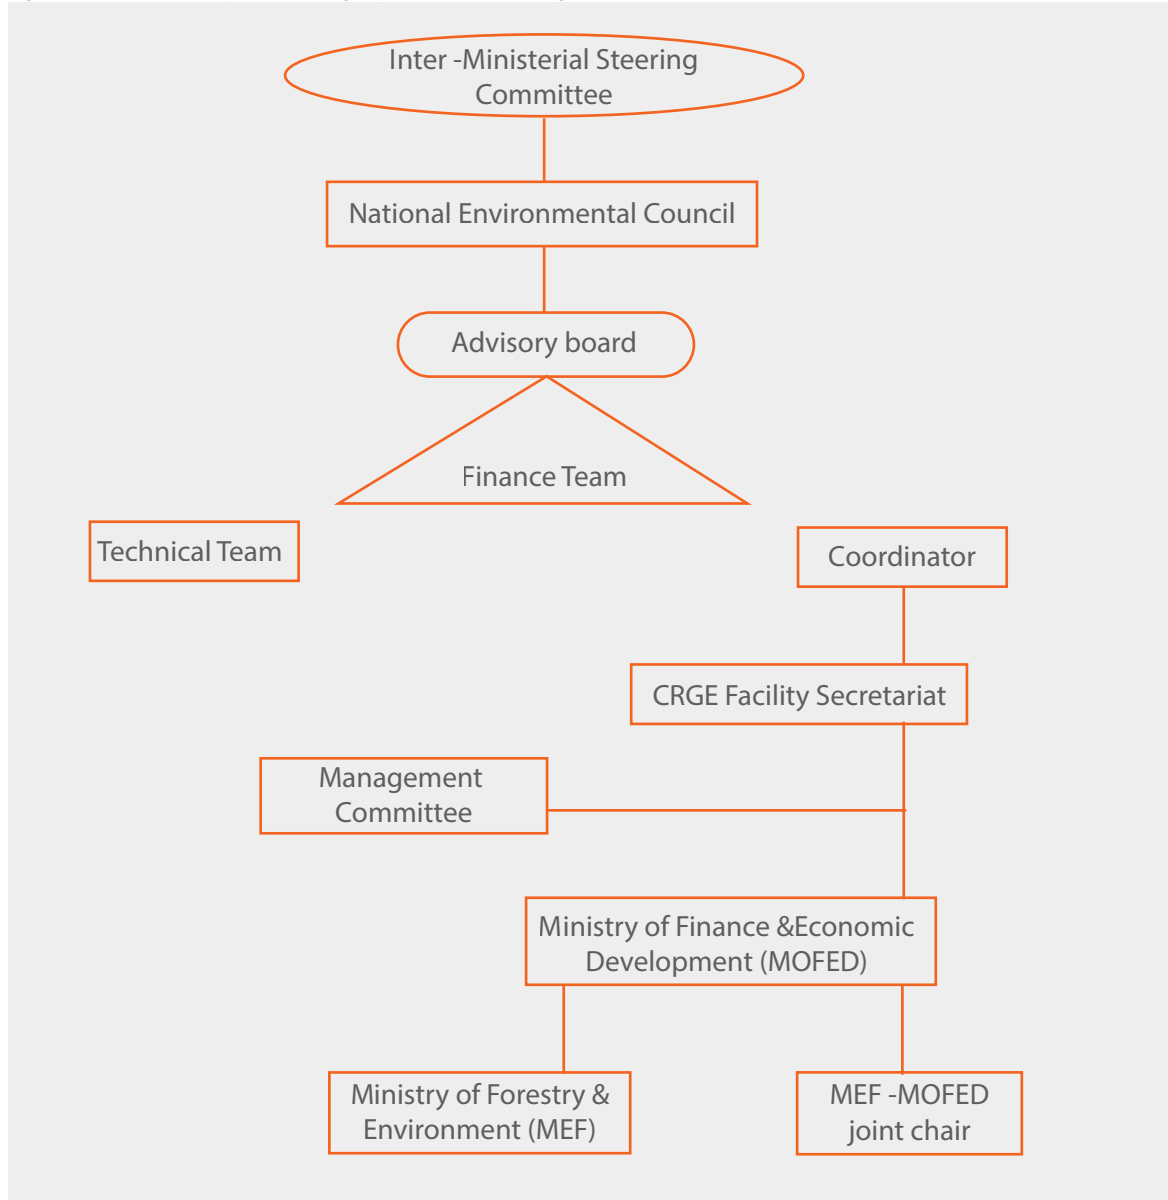 Inter -Ministerial Steering
Committee
National Environmental Council
Advisory board
Finance Team
Technical Team
Coordinator
CRGE Facility Secretariat
Management
Committee
Ministry of Finance &Economic
Development (MOFED)
Ministry of Forestry &
Environment (MEF)
MEF -MOFED
joint chair